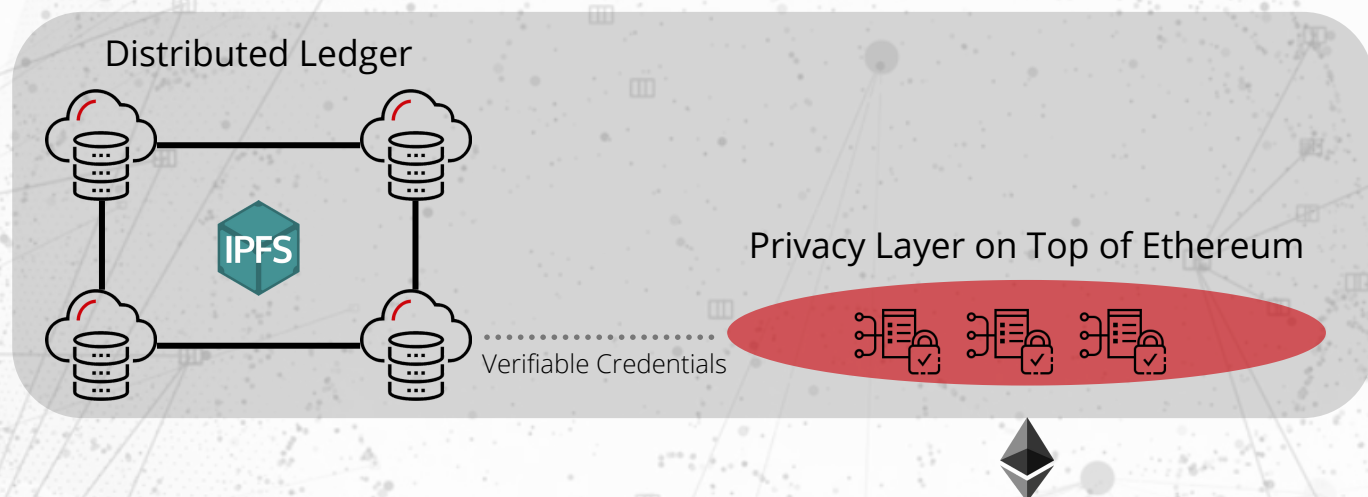 Distributed Ledger
IPFS
Privacy Layer on Top of Ethereum
Verifiable Credentials